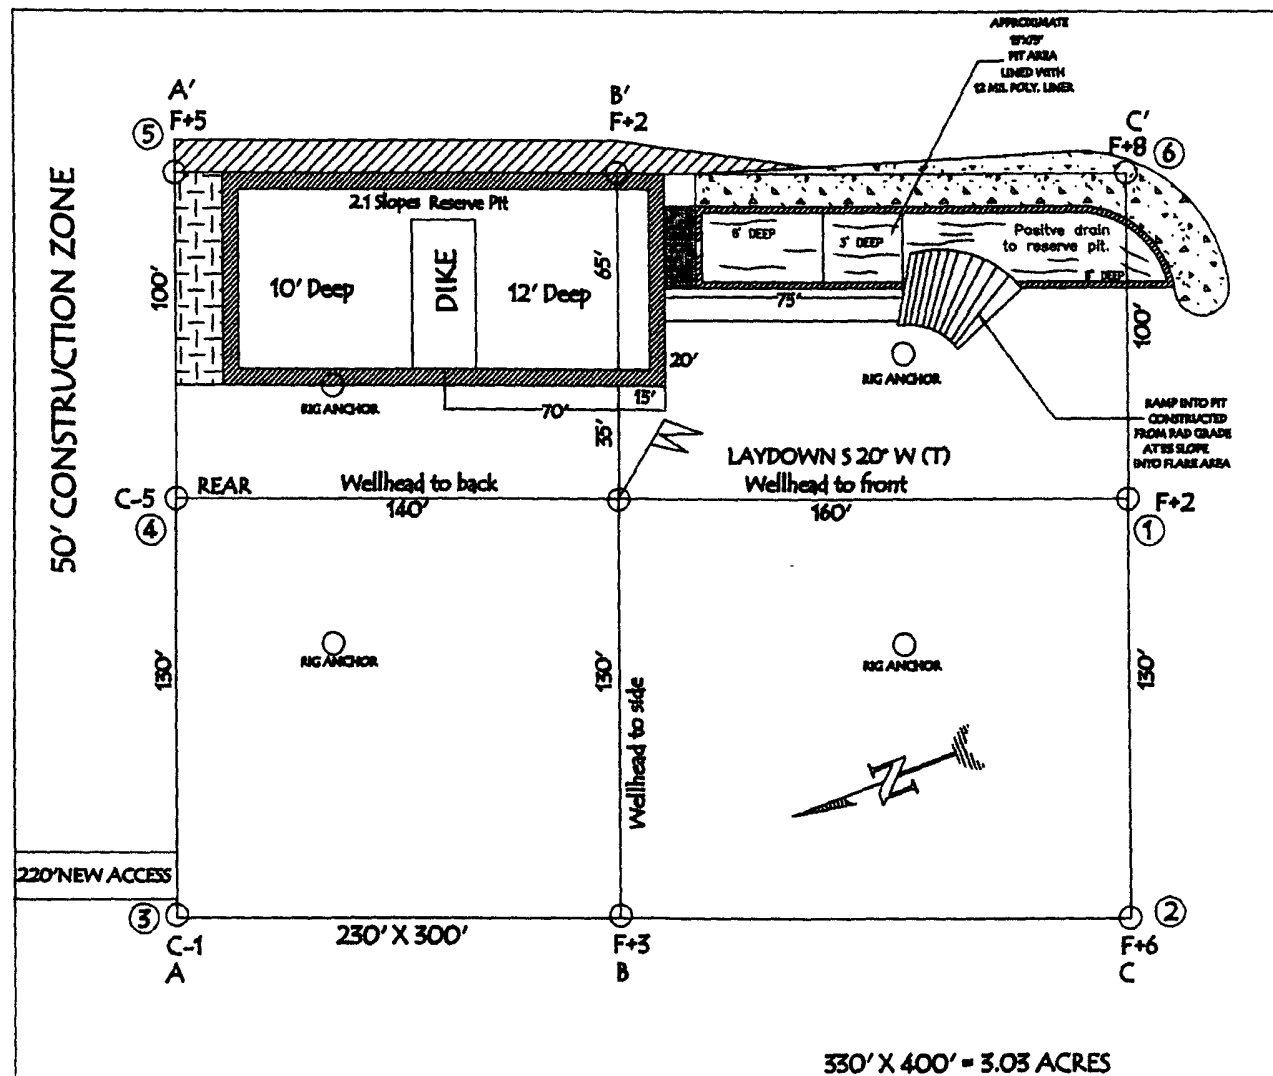 APPROXIMATE
15'X75'
PIT AREA
LINED WITH
12 MIL POLY. LINER
A'
F+5
5
B'
F+2
C'
F+8
6
50' CONSTRUCTION ZONE
2.1 Slopes Reserve Pit
10' Deep
DIKE
12' Deep
65'
100'
6' DEEP
3' DEEP
Positve drain
to reserve pit.
75'
100'
20'
15'
70'
35'
RIG ANCHOR
RIG ANCHOR
RAMP INTO PIT
CONSTRUCTED
FROM PAD GRADE
INTO FLARE AREA
LAYDOWN S 20° W (T)
C-5
REAR
Wellhead to back
140'
Wellhead to front
160'
F+2
4
1
RIG ANCHOR
RIG ANCHOR
130'
130'
130'
Wellhead to side
N
220' NEW ACCESS
3
C-1
A
230' X 300'
F+3
B
2
F+6
C
330' X 400' = 3.03 ACRES